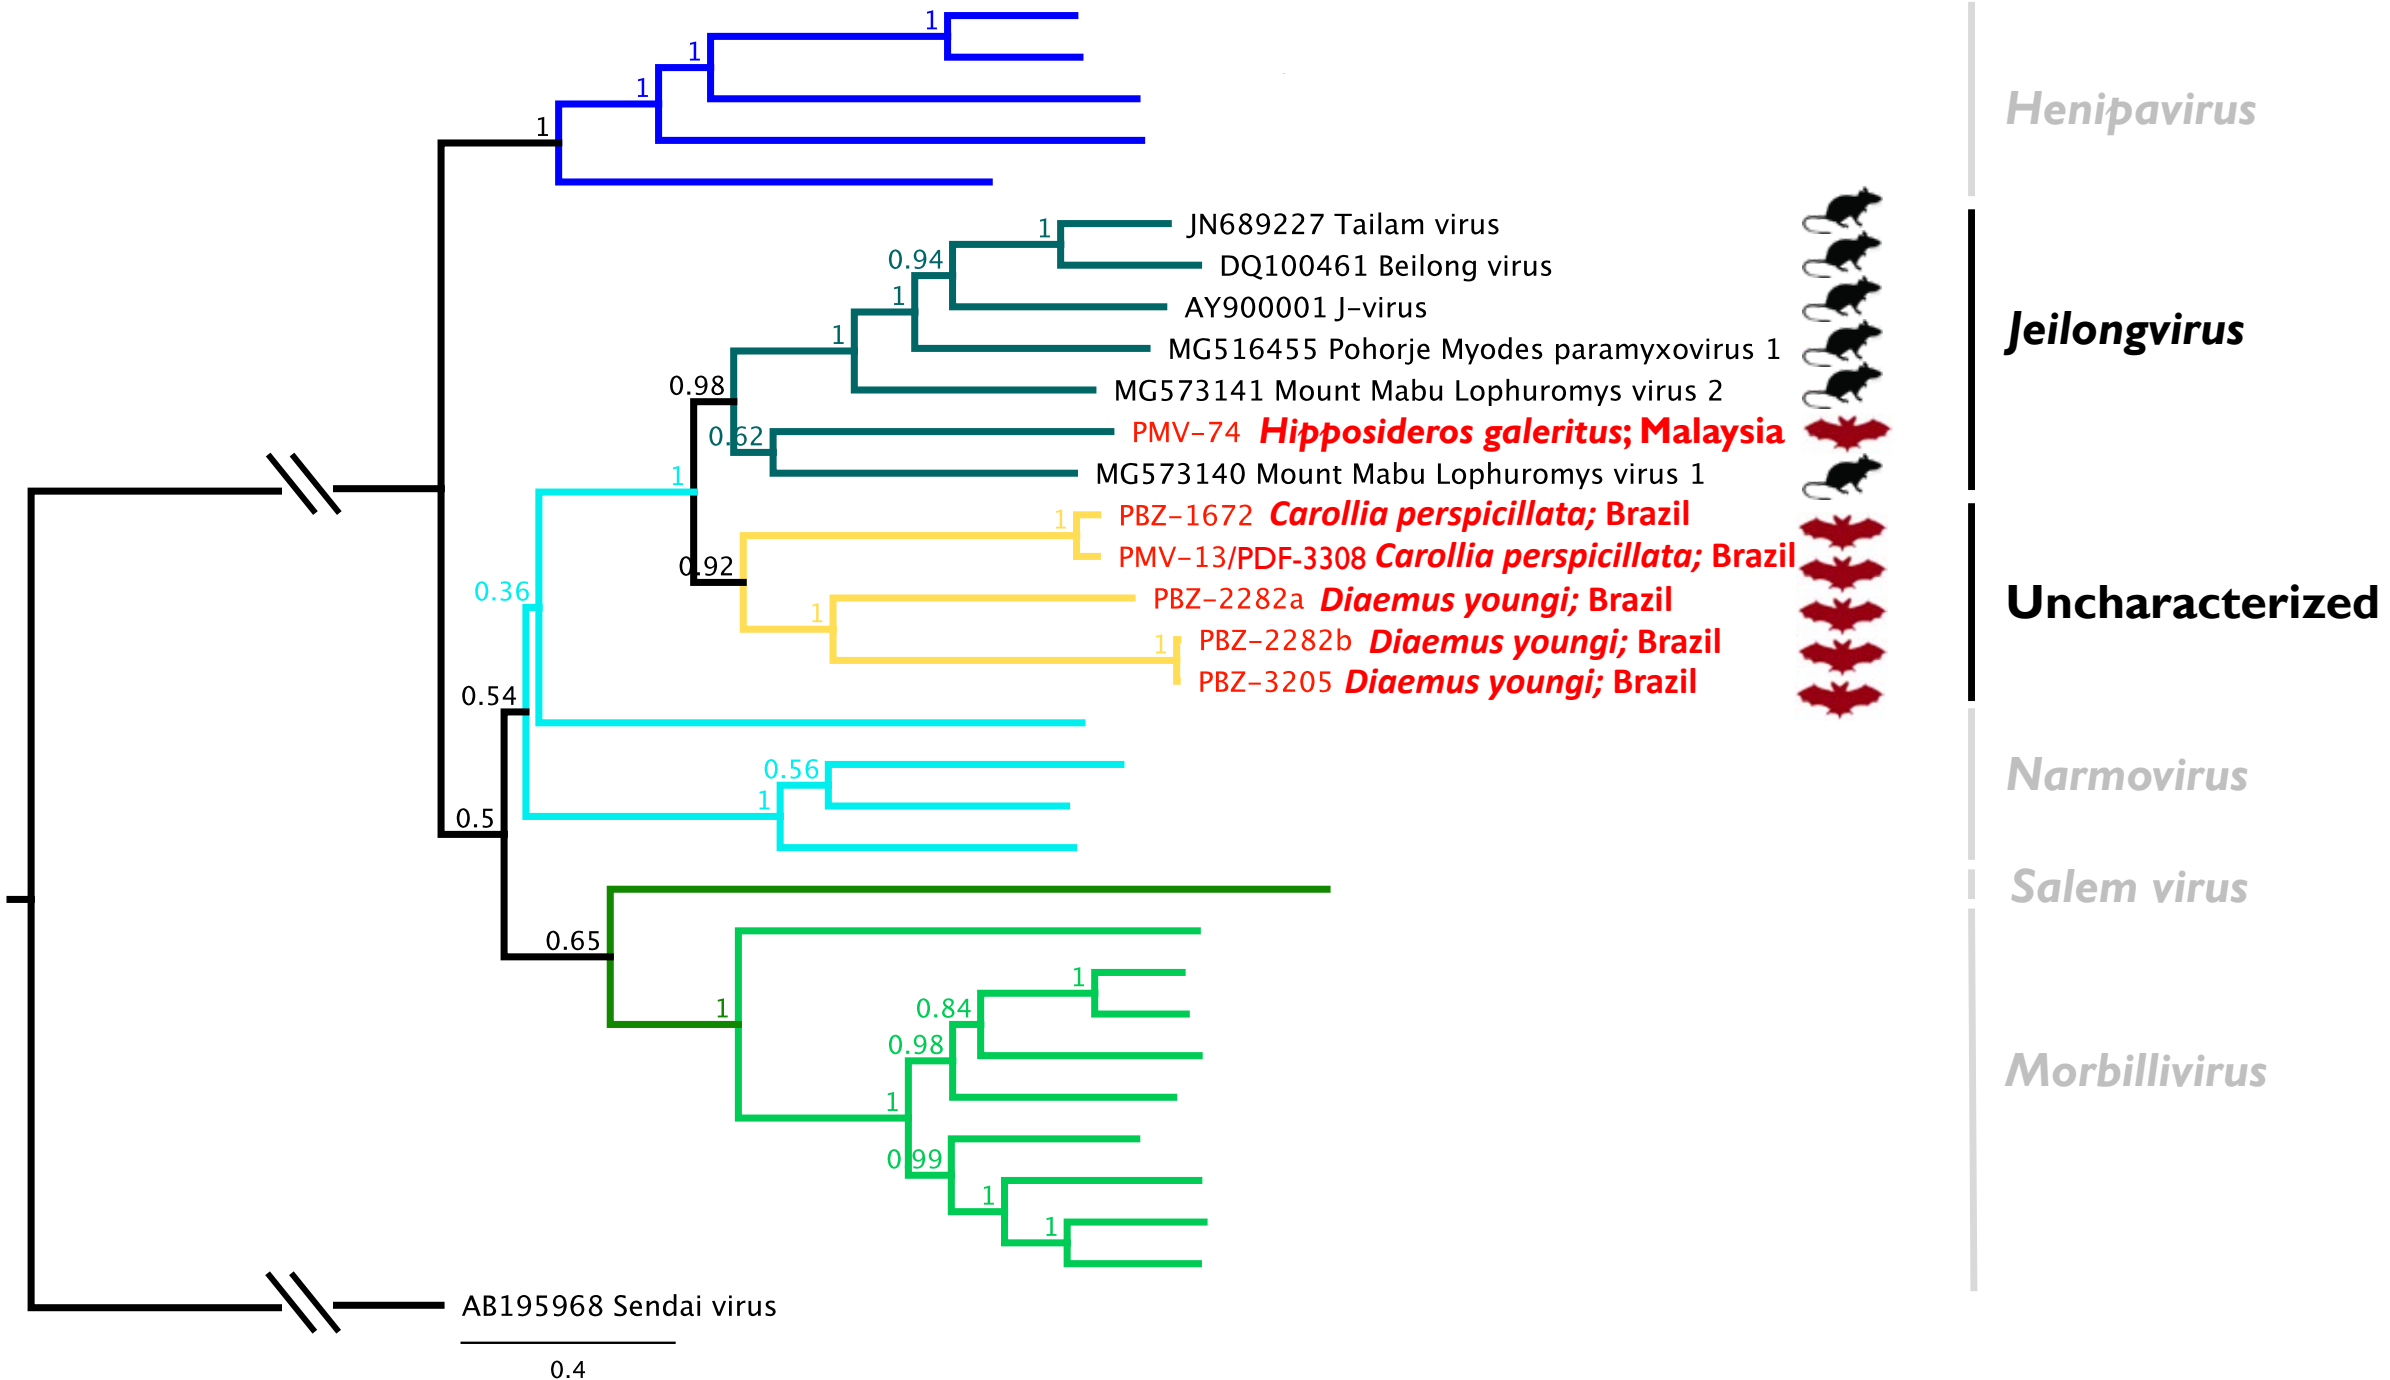 1
1
1
1
Henipavirus
JN689227 Tailam virus
1
DQ100461 Beilong virus
0.94
AY900001 J-virus
1
Jeilongvirus
1
MG516455 Pohorje Myodes paramyxovirus 1
0.98
MG573141 Mount Mabu Lophuromys virus 2
0.62
PMV-74 Hipposideros galeritus; Malaysia
1
MG573140 Mount Mabu Lophuromys virus 1
1
PBZ-1672 Carollia perspicillata; Brazil
0.92
PMV-13/PDF-3308 Carollia perspicillata; Brazil
0.36
PBZ-2282a Diaemus youngi; Brazil
Uncharacterized
1
1
PBZ-2282b Diaemus youngi; Brazil
PBZ-3205 Diaemus youngi; Brazil
0.54
0.56
Narmovirus
1
0.5
Salem virus
0.65
1
1
0.84
0.98
Morbillivirus
1
0.99
1
1
AB195968 Sendai virus
0.4